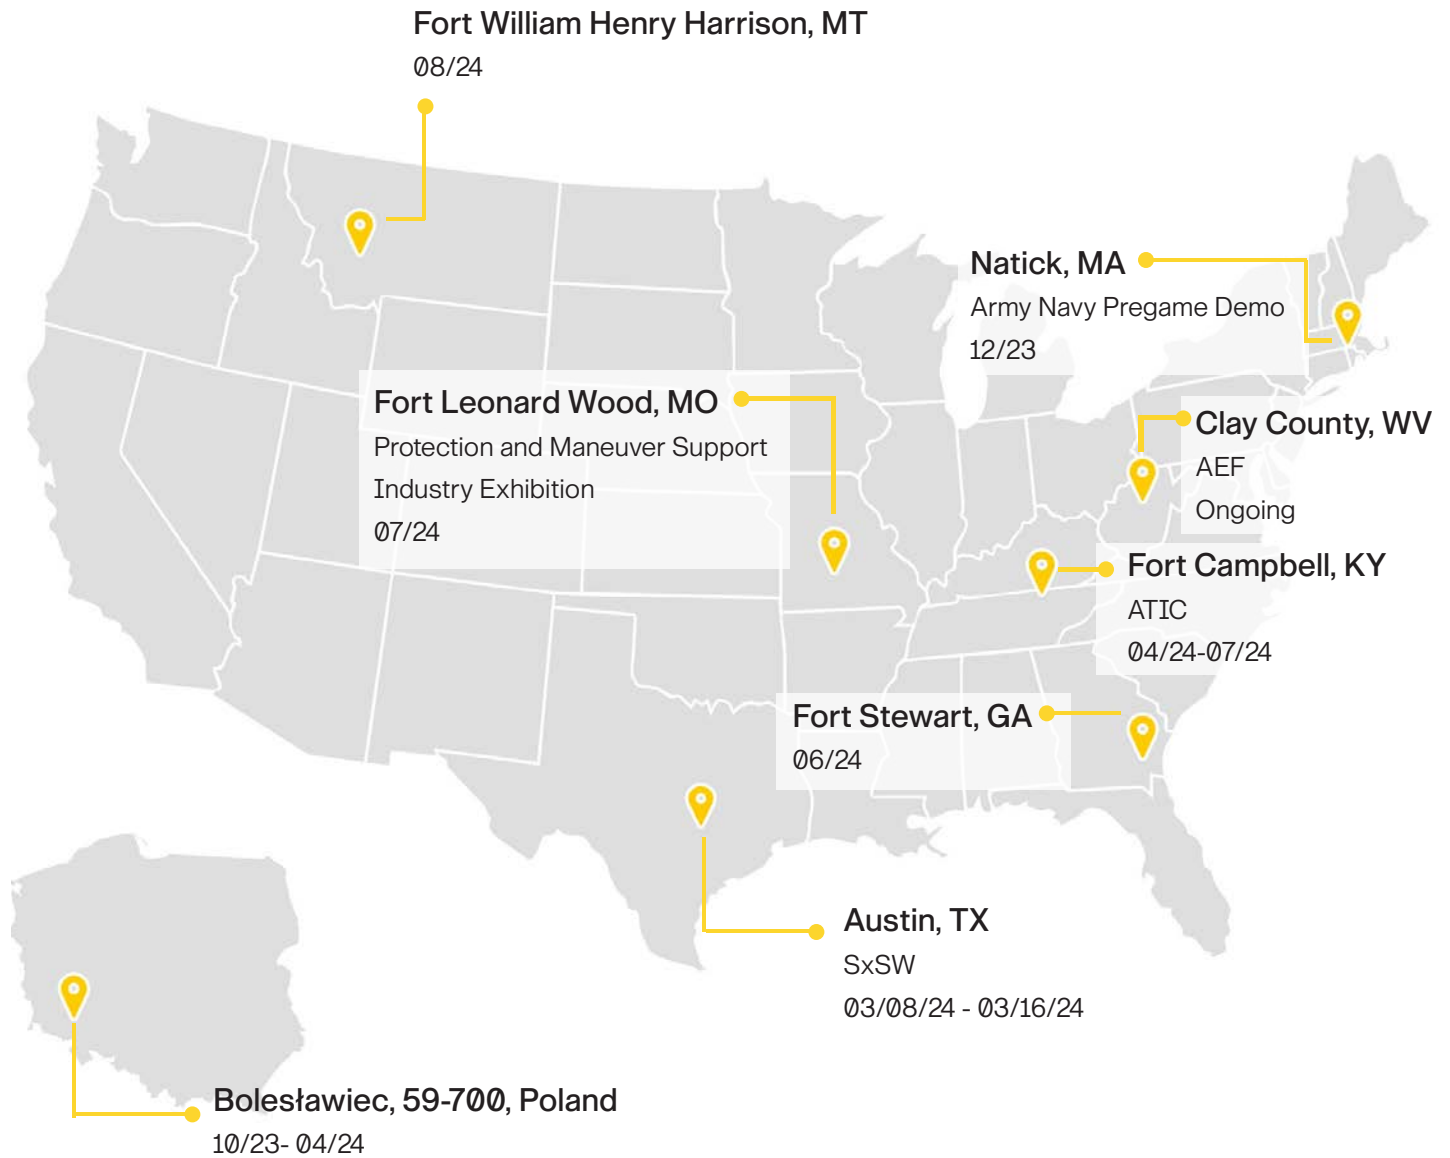 Fort William Henry Harrison, MT
08/24
Natick, MA
Army Navy Pregame Demo
12/23
Fort Leonard Wood, MO
Protection and Maneuver Support
Industry Exhibition
07/24
Clay County, WV
AEF
Ongoing
Fort Campbell, KY
ATIC
04/24-07/24
Fort Stewart, GA
06/24
Austin, TX
SxSW
03/08/24 - 03/16/24
Bolesławiec, 59-700, Poland
10/23- 04/24